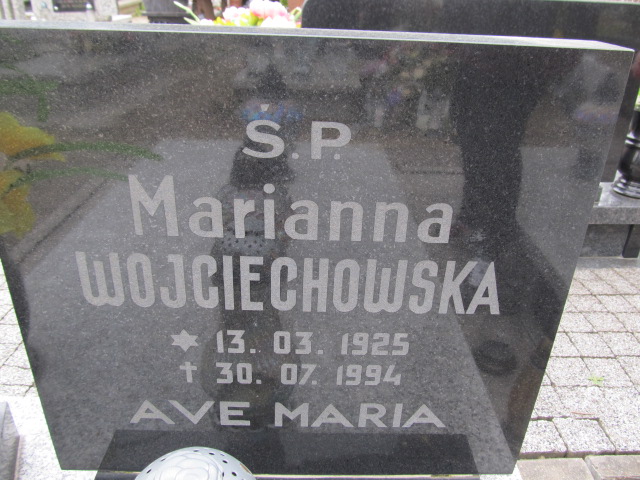 Ś.P.
Marianna
WOJCIECHOWSKA
* 13. 03. 1925
† 30. 07. 1994
AVE MARIA